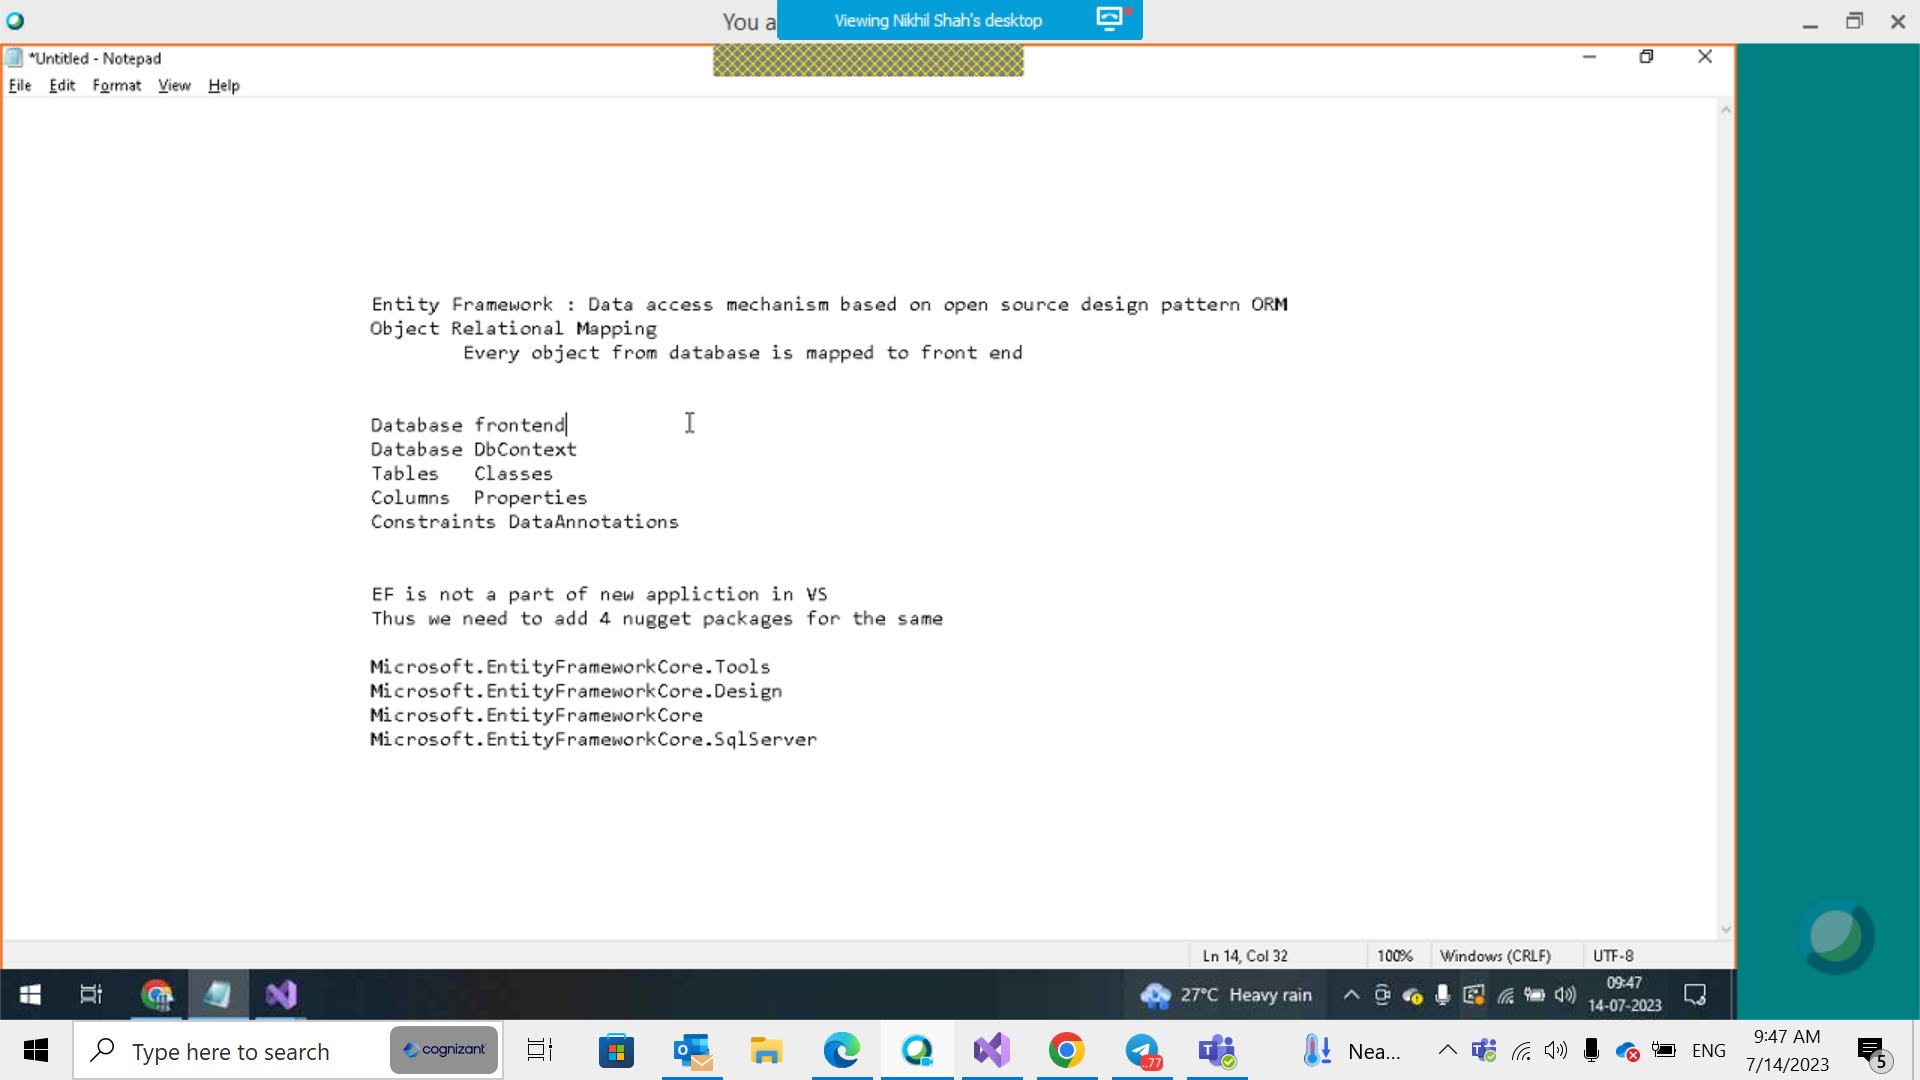 You a
Viewing Nikhil Shah's desktop
*Untitled - Notepad
File Edit Format View Help
Entity Framework : Data access mechanism based on open source design pattern ORM
Object Relational Mapping
Every object from database is mapped to front end
Database frontend
Database DbContext
Tables Classes
Columns Properties
Constraints DataAnnotations
EF is not a part of new appliction in VS
Thus we need to add 4 nugget packages for the same
Microsoft.EntityFrameworkCore.Tools
Microsoft.EntityFrameworkCore.Design
Microsoft.EntityFrameworkCore
Microsoft.EntityFrameworkCore.SqlServer
Ln 14, Col 32 100% Windows (CRLF) UTF-8
27°C Heavy rain 09:47
14-07-2023
Type here to search cognizant ..77 Nea... ENG 9:47 AM
7/14/2023 5